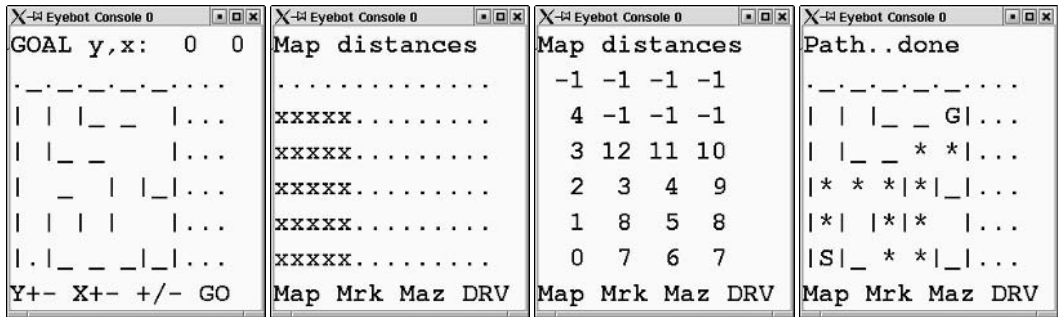 X-⋈ Eyebot Console 0
GOAL y,x:  0  0
._._._._._....
| | |_ _  |...
| |_ _    |...
|  _  | |_|...
| | | |   |...
|.|_ _ _|_|...
Y+- X+- +/- GO
X-⋈ Eyebot Console 0
Map distances
..............
xxxxx.........
xxxxx.........
xxxxx.........
xxxxx.........
xxxxx.........
Map Mrk Maz DRV
X-⋈ Eyebot Console 0
Map distances
-1 -1 -1 -1
4 -1 -1 -1
3 12 11 10
2 3 4 9
1 8 5 8
0 7 6 7
Map Mrk Maz DRV
X-⋈ Eyebot Console 0
Path..done
._._._._._....
| | |_ _ G|...
| |_ _ * *|...
|* * *|*|_|...
|*| |*|*  |...
|S|_ * *|_|...
Map Mrk Maz DRV